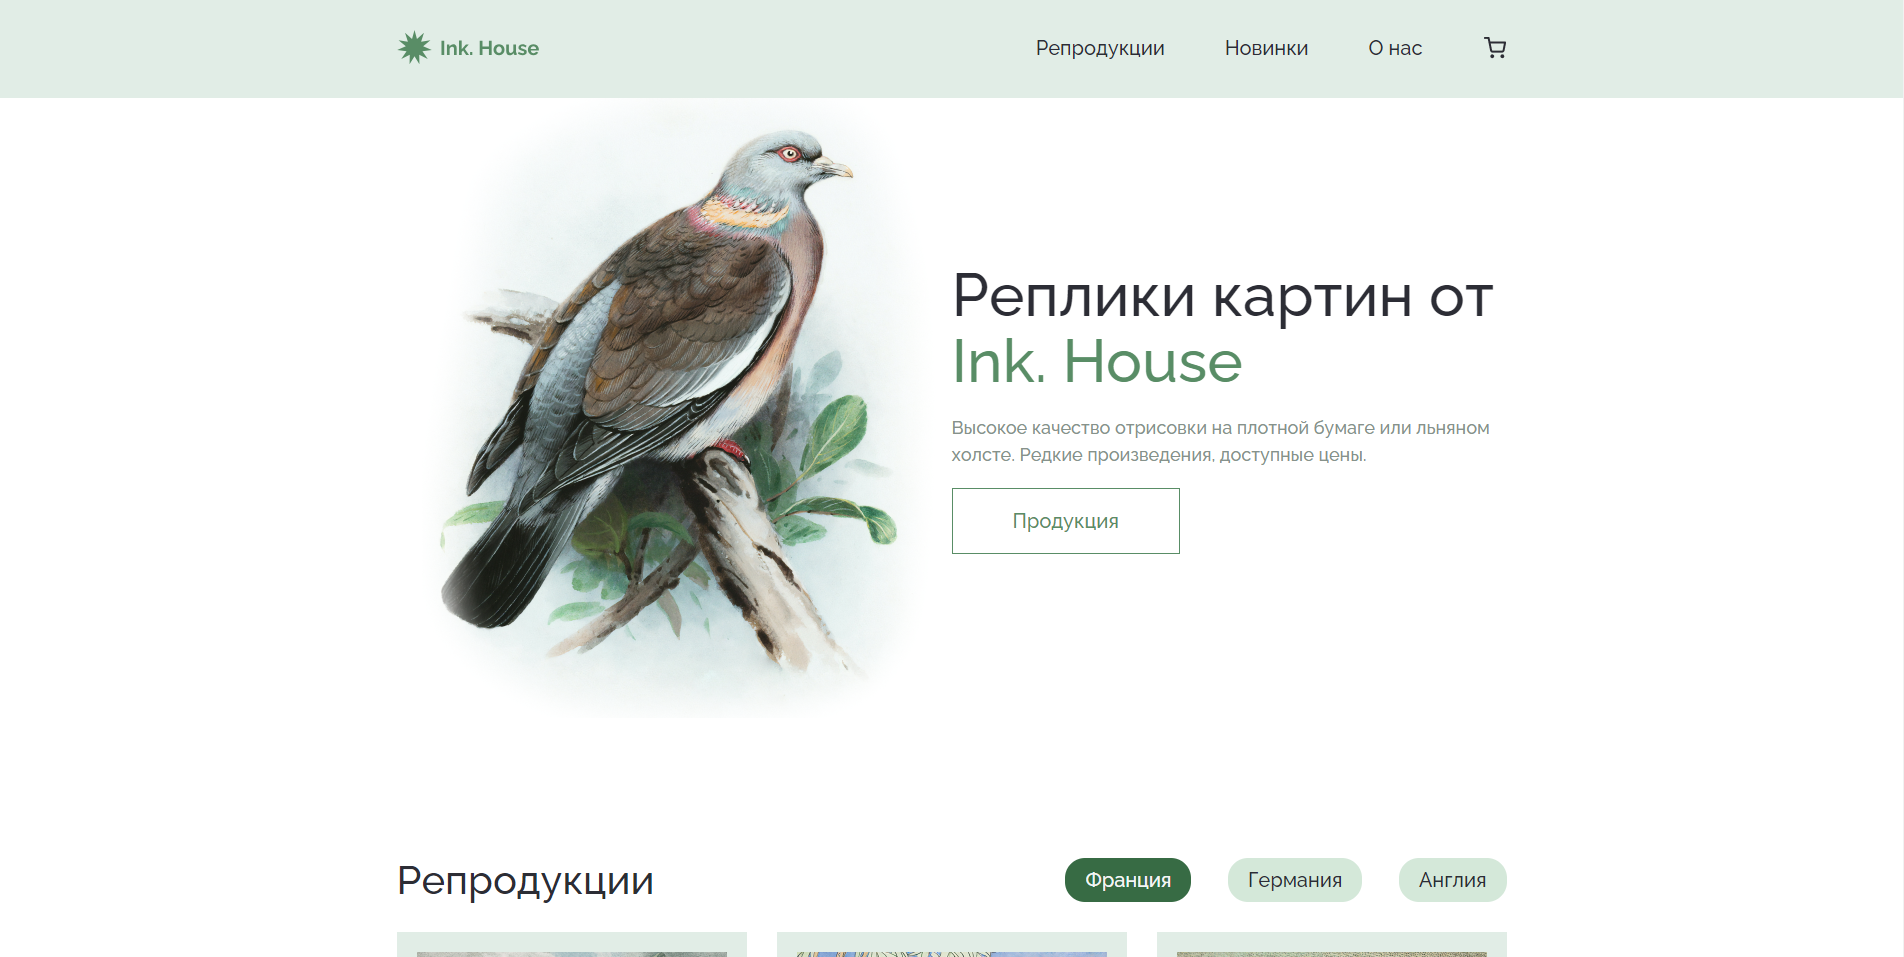 Ink. House
Репродукции
Новинки
О нас
Реплики картин от
Ink. House
Высокое качество отрисовки на плотной бумаге или льняном
холсте. Редкие произведения, доступные цены.
Продукция
Репродукции
Франция
Германия
Англия